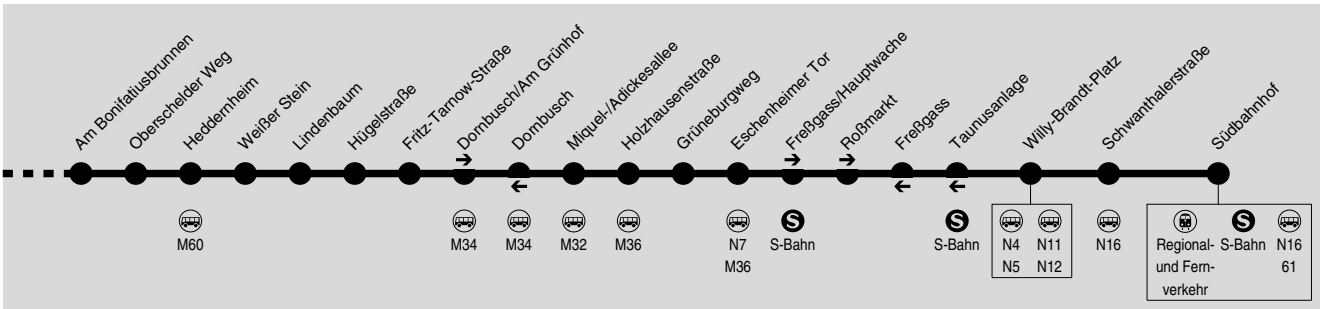 Am Bonifatiusbrunnen
Oberschelder Weg
Heddernheim
Weißer Stein
Lindenbaum
Hügelstraße
Fritz-Tarnow-Straße
Dornbusch/Am Grünhof
Dornbusch
Miquel-/Adickesallee
Holzhausenstraße
Grüneburgweg
Eschenheimer Tor
Freßgass/Hauptwache
Roßmarkt
Freßgass
Taunusanlage
Willy-Brandt-Platz
Schwanthalerstraße
Südbahnhof
M60
M34
M34
M32
M36
N7
M36
S
S-Bahn
S
S-Bahn
N4 N11
N5 N12
N16
S
Regional- S-Bahn N16
und Fern- 61
verkehr